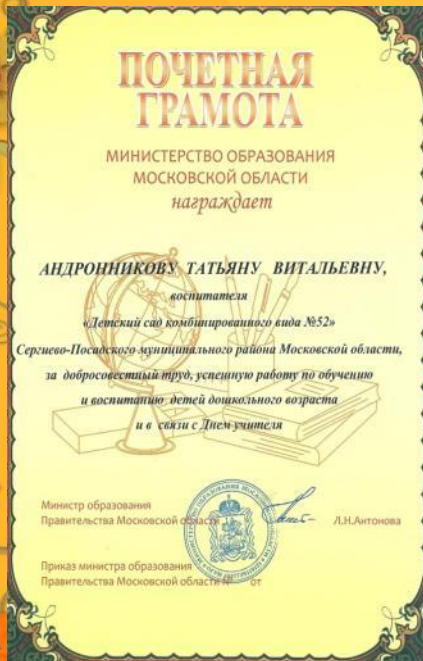 ПОЧЕТНАЯ
ГРАМОТА
МИНИСТЕРСТВО ОБРАЗОВАНИЯ
МОСКОВСКОЙ ОБЛАСТИ
награждает
АНДРОННИКОВУ ТАТЬЯНУ ВИТАЛЬЕВНУ,
воспитателя
«Детский сад комбинированного вида №52»
Сергиево-Посадского муниципального района Московской области,
за добросовестный труд, успешную работу по обучению
и воспитанию детей дошкольного возраста
и в связи с Днем учителя
Министр образования
Правительства Московской области Л.Н.Антонова
Приказ министра образования
Правительства Московской области № от